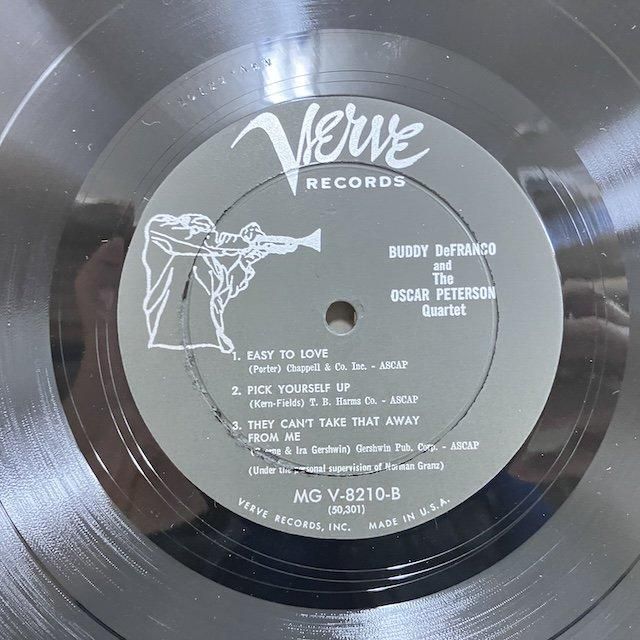 Verve
RECORDS
BUDDY DeFRANCO
and
The
OSCAR PETERSON
Quartet
1. EASY TO LOVE
(Porter) Chappell & Co. Inc. - ASCAP
2. PICK YOURSELF UP
(Kern-Fields) T. B. Harms Co. - ASCAP
3. THEY CAN'T TAKE THAT AWAY
FROM ME
& Ira Gershwin) Gershwin Pub. Corp. - ASCAP
(Under the personal supervision of Norman Granz)
MG V-8210-B
(50,301)
VERVE RECORDS, INC. MADE IN U.S.A.